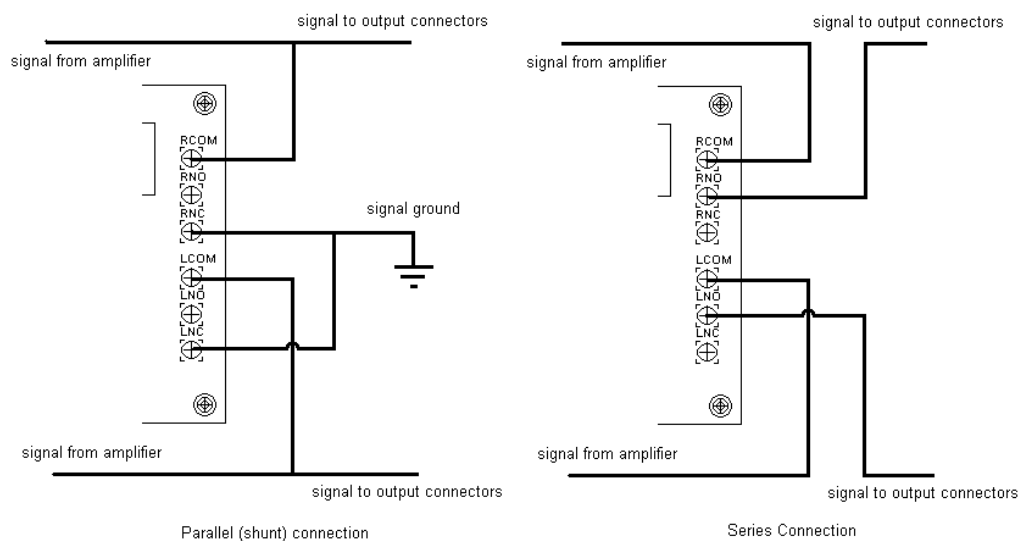 signal to output connectors
signal from amplifier
RCOM
RNO
RNC
signal ground
LCOM
LNO
LNC
signal from amplifier
signal to output connectors
Parallel (shunt) connection
signal to output connectors
signal from amplifier
RCOM
RNO
RNC
LCOM
LNO
LNC
signal from amplifier
signal to output connectors
Series Connection